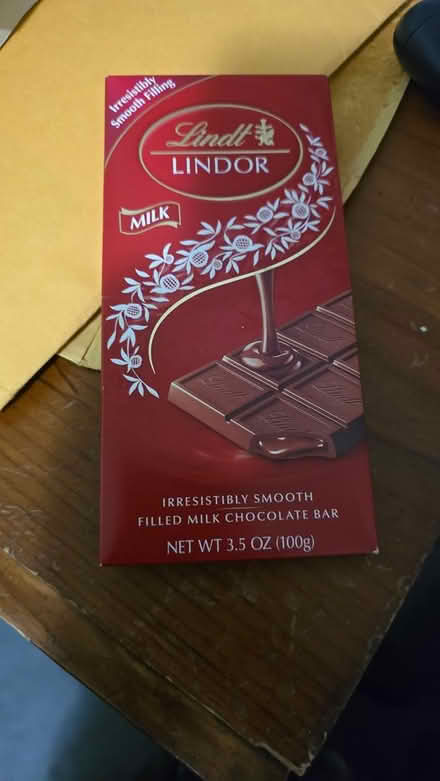 Irresistibly
Smooth Filling
Lindt
LINDOR
MILK
IRRESISTIBLY SMOOTH
FILLED MILK CHOCOLATE BAR
NET WT 3.5 OZ (100g)